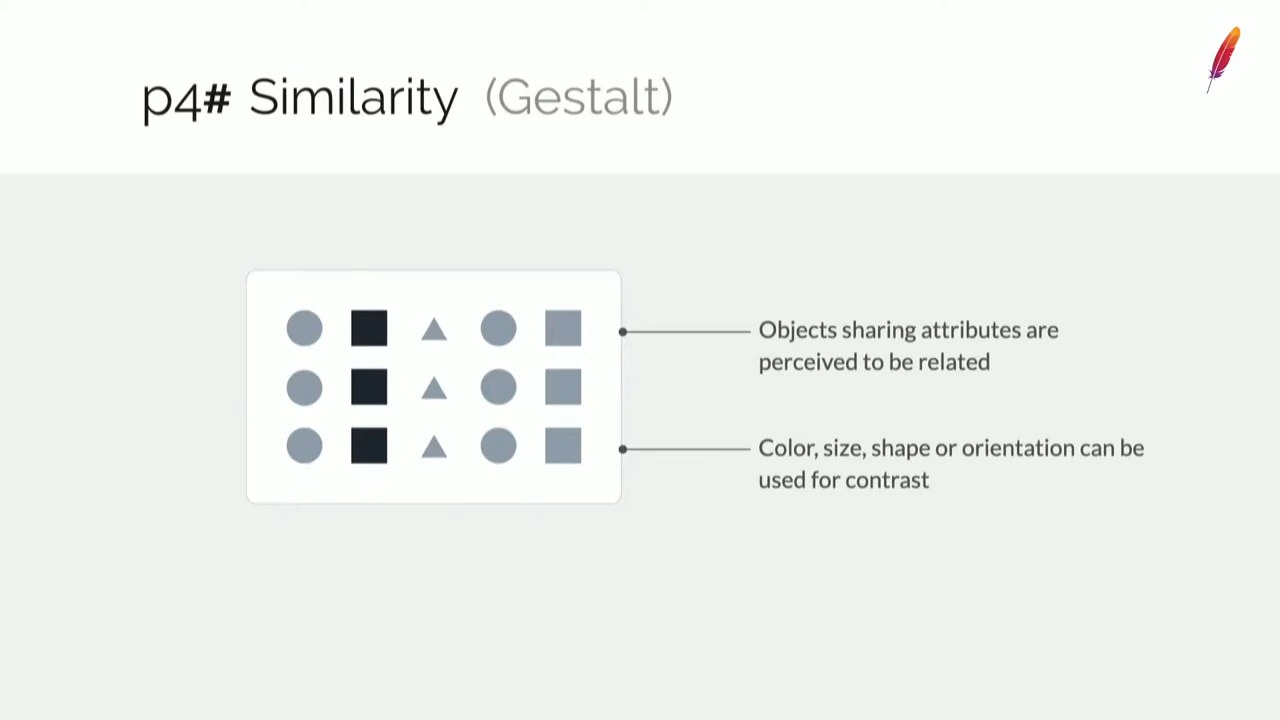 p4# Similarity (Gestalt)
Objects sharing attributes are
perceived to be related
Color, size, shape or orientation can be
used for contrast